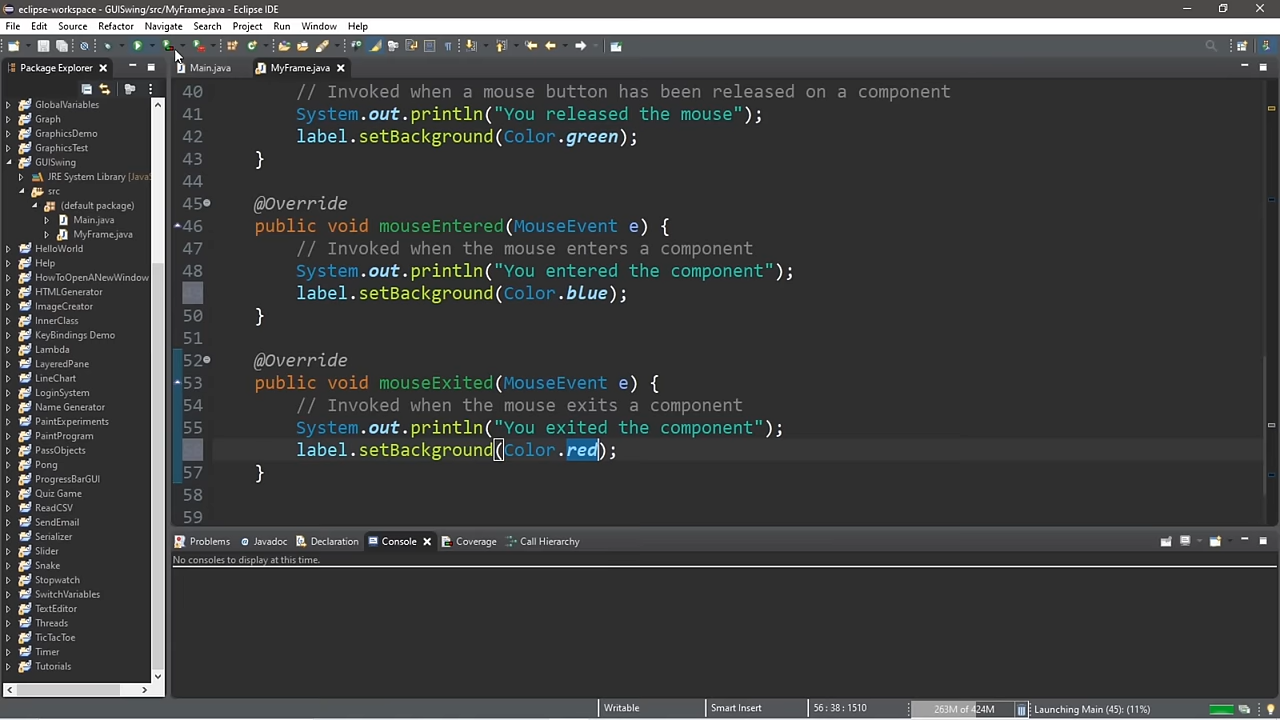 eclipse-workspace - GUISwing/src/MyFrame.java - Eclipse IDE
File Edit Source Refactor Navigate Search Project Run Window Help
Package Explorer
Main.java
MyFrame.java
GlobalVariables
Graph
GraphicsDemo
GraphicsTest
GUISwing
JRE System Library [JavaS
src
(default package)
Main.java
MyFrame.java
HelloWorld
Help
HowToOpenANewWindow
HTMLGenerator
ImageCreator
InnerClass
KeyBindings Demo
Lambda
LayeredPane
LineChart
LoginSystem
Name Generator
PaintExperiments
PaintProgram
PassObjects
Pong
ProgressBarGUI
Quiz Game
ReadCSV
SendEmail
Serializer
Slider
Snake
Stopwatch
SwitchVariables
TextEditor
Threads
TicTacToe
Timer
Tutorials
40 // Invoked when a mouse button has been released on a component
41 System.out.println("You released the mouse");
42 label.setBackground(Color.green);
43 }
44
45 @Override
46 public void mouseEntered(MouseEvent e) {
47 // Invoked when the mouse enters a component
48 System.out.println("You entered the component");
label.setBackground(Color.blue);
50 }
51
52 @Override
53 public void mouseExited(MouseEvent e) {
54 // Invoked when the mouse exits a component
55 System.out.println("You exited the component");
label.setBackground(Color.red);
57 }
58
59
Problems Javadoc Declaration Console Coverage Call Hierarchy
No consoles to display at this time.
Writable Smart Insert 56 : 38 : 1510 263M of 424M Launching Main (45): (11%)